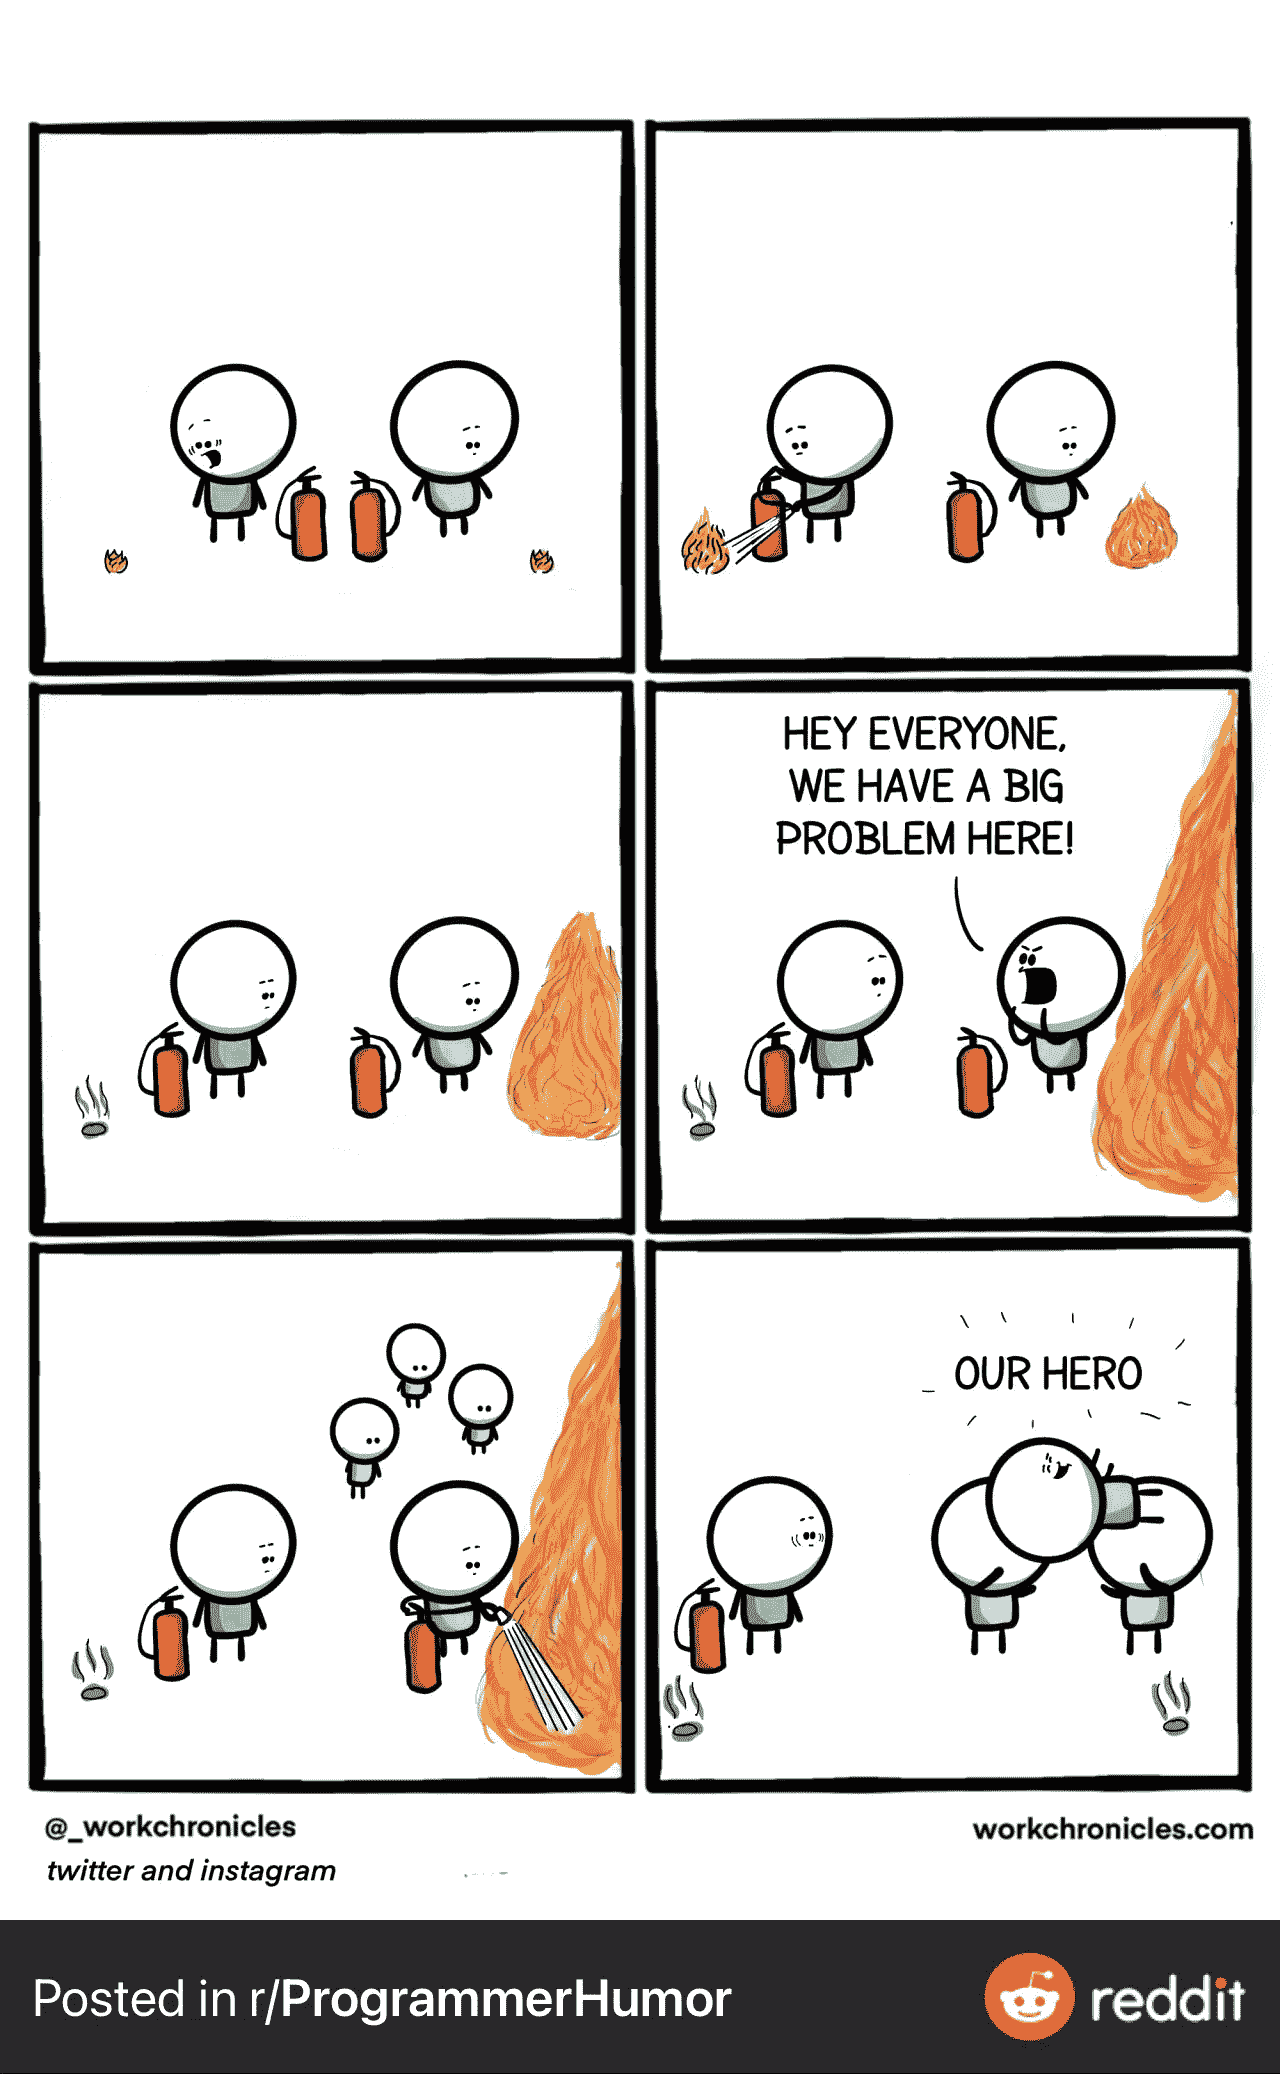 HEY EVERYONE,
WE HAVE A BIG
PROBLEM HERE!
OUR HERO
@_workchronicles
workchronicles.com
twitter and instagram
Posted in r/ProgrammerHumor
reddit